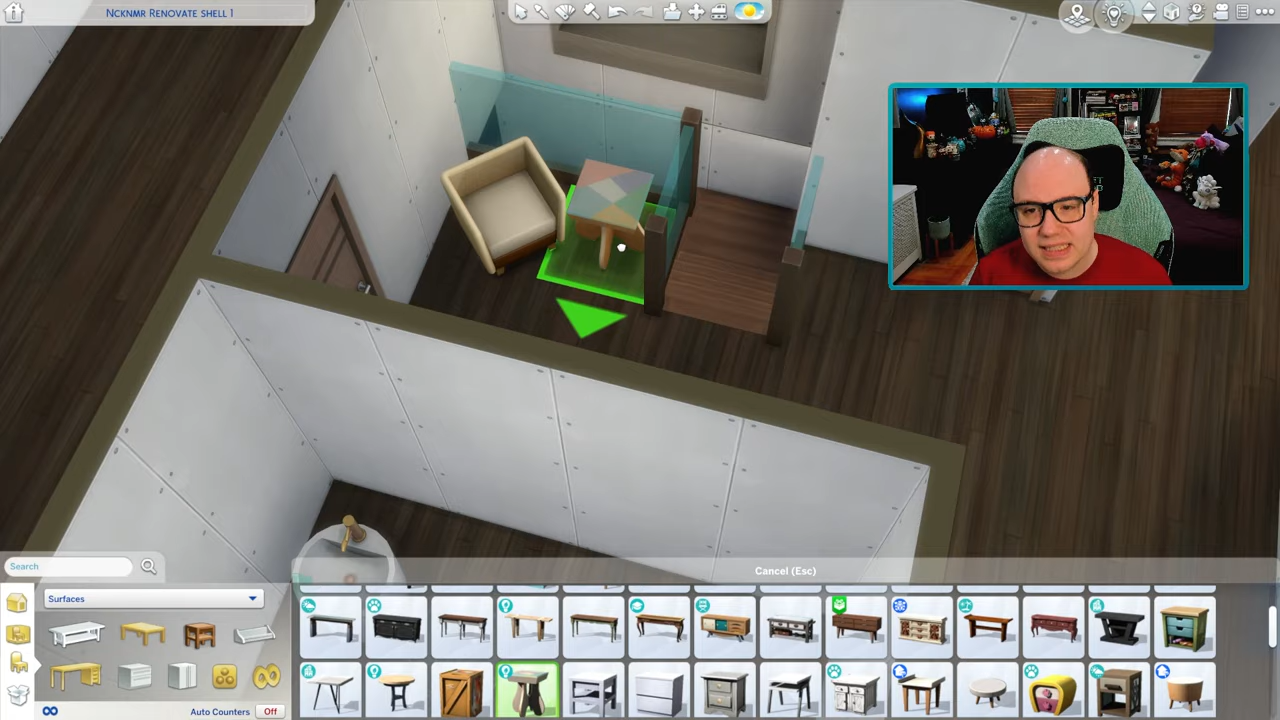 Ncknmr Renovate shell 1
Cancel (Esc)
Search
Surfaces
Auto Counters
Off